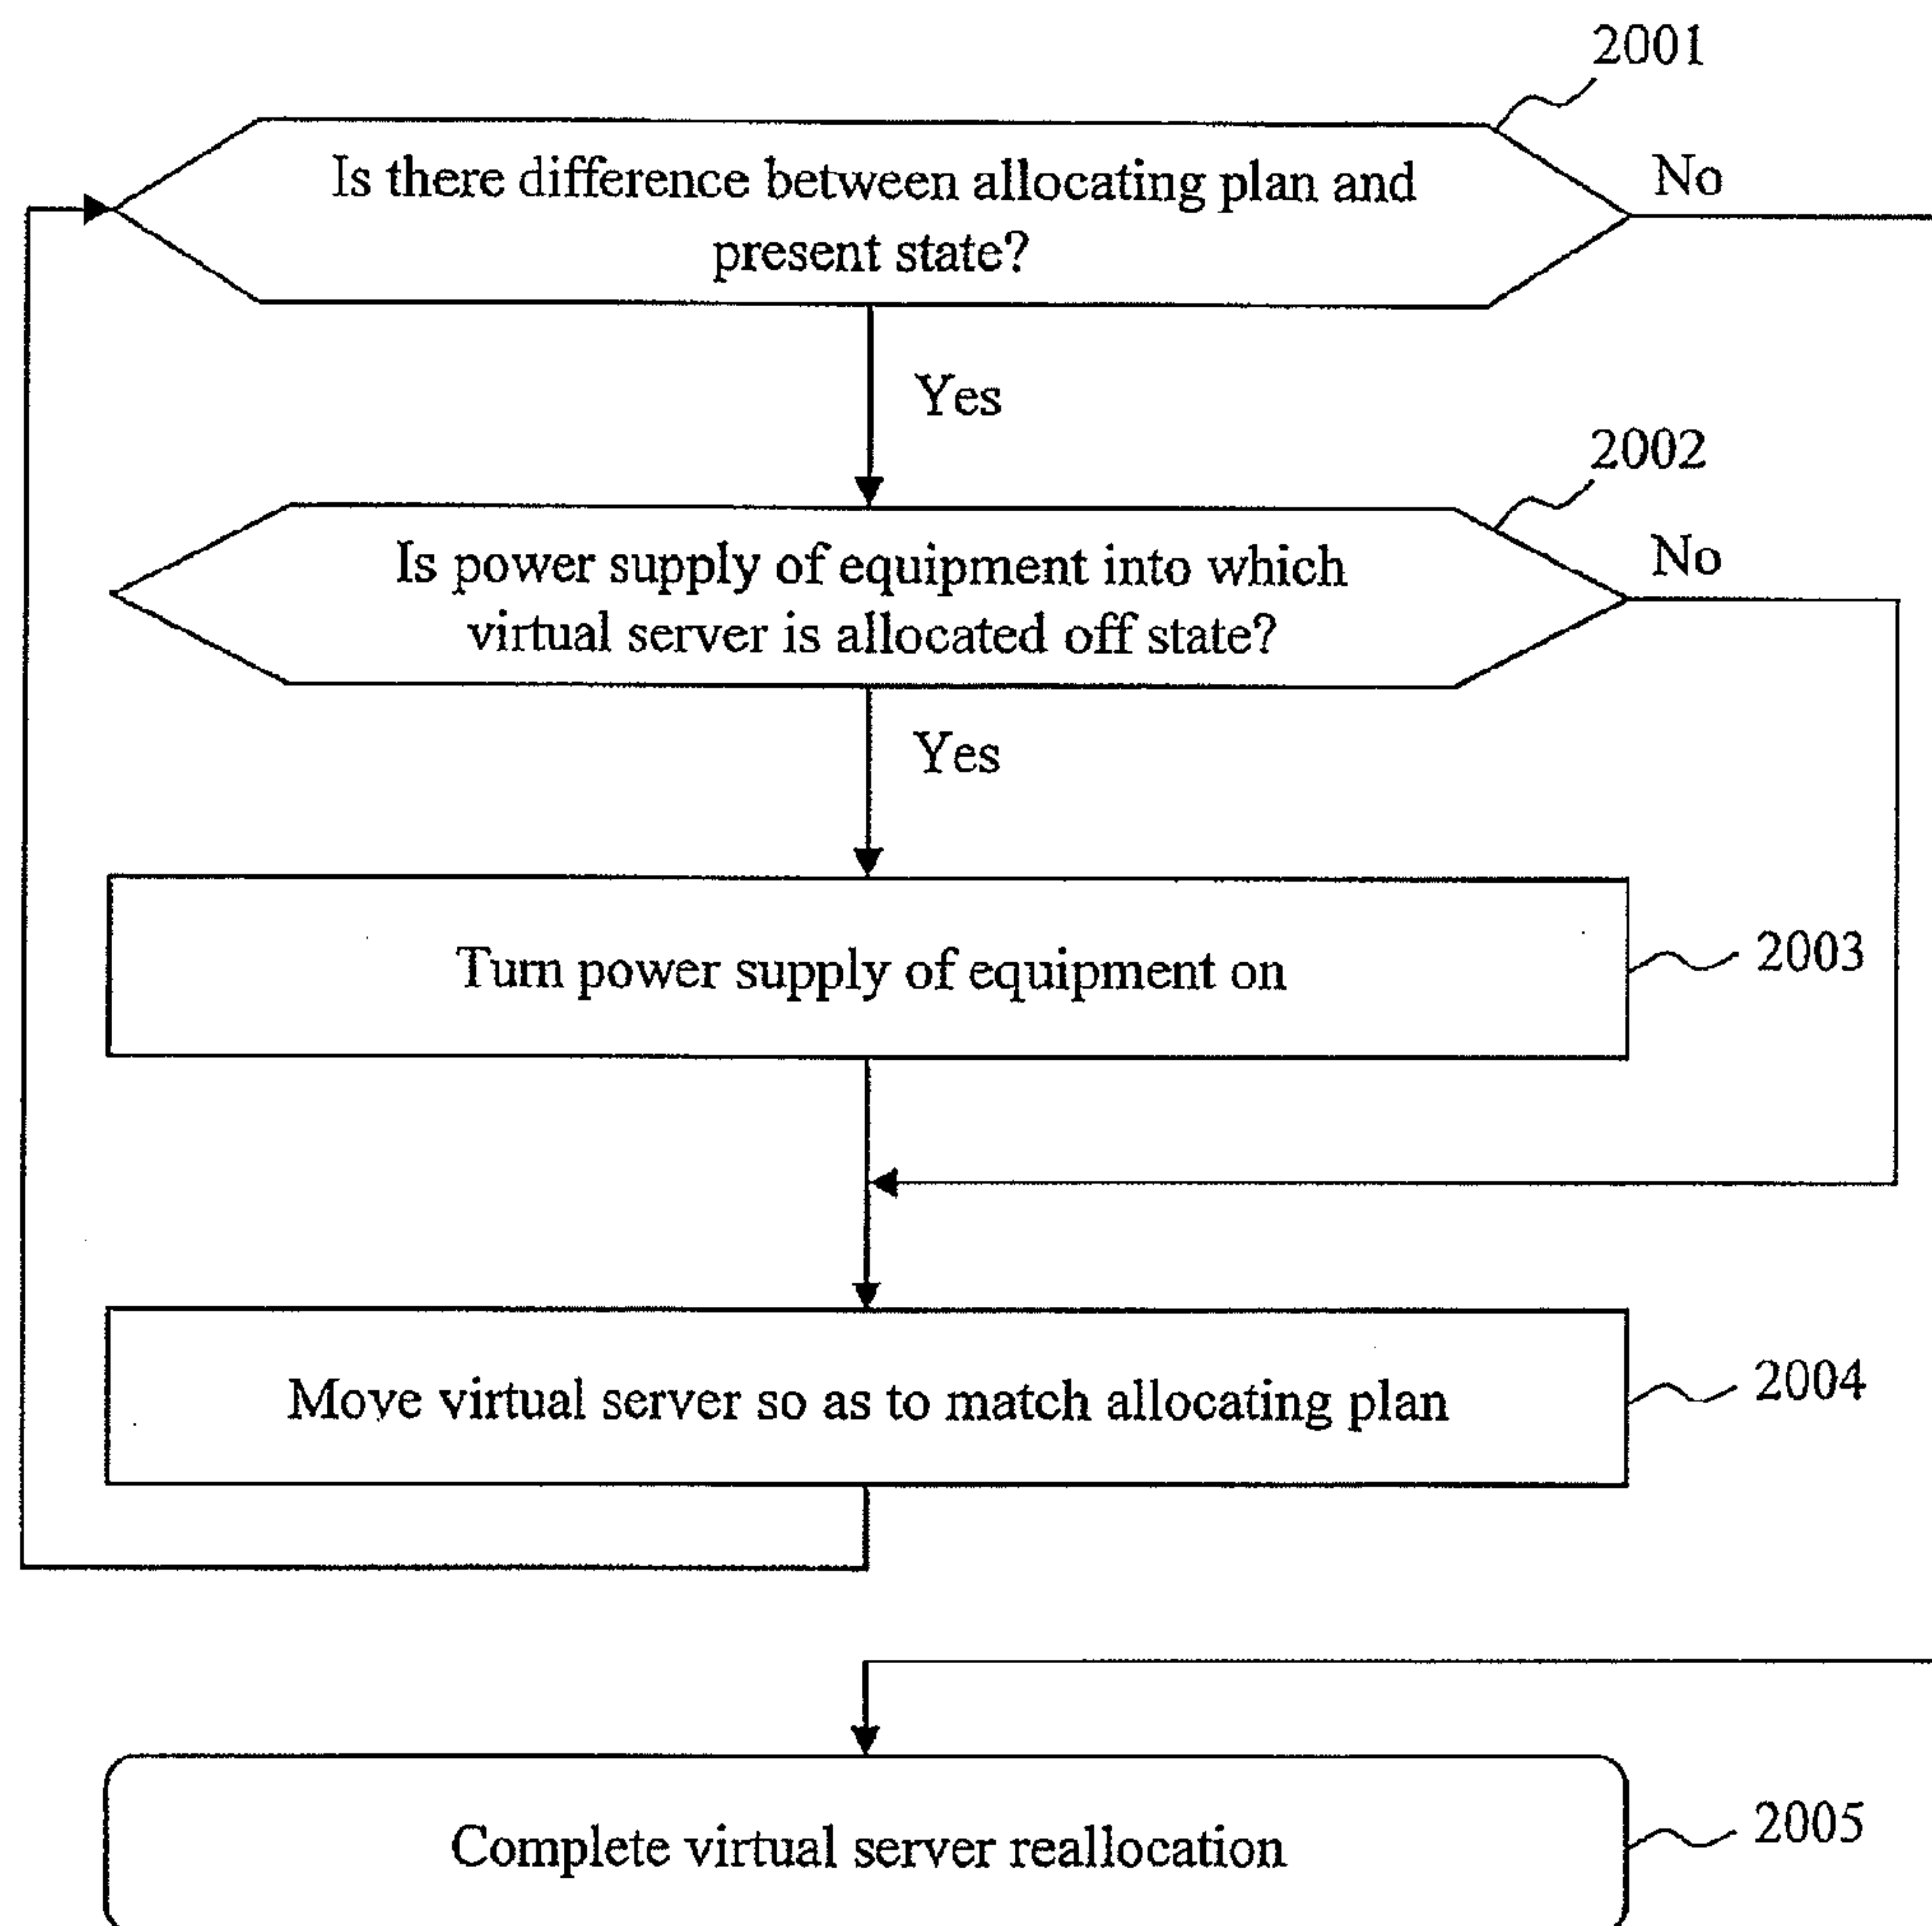 2001
Is there difference between allocating plan and
present state?
No
Yes
2002
Is power supply of equipment into which
virtual server is allocated off state?
No
Yes
Turn power supply of equipment on
2003
Move virtual server so as to match allocating plan
2004
Complete virtual server reallocation
2005